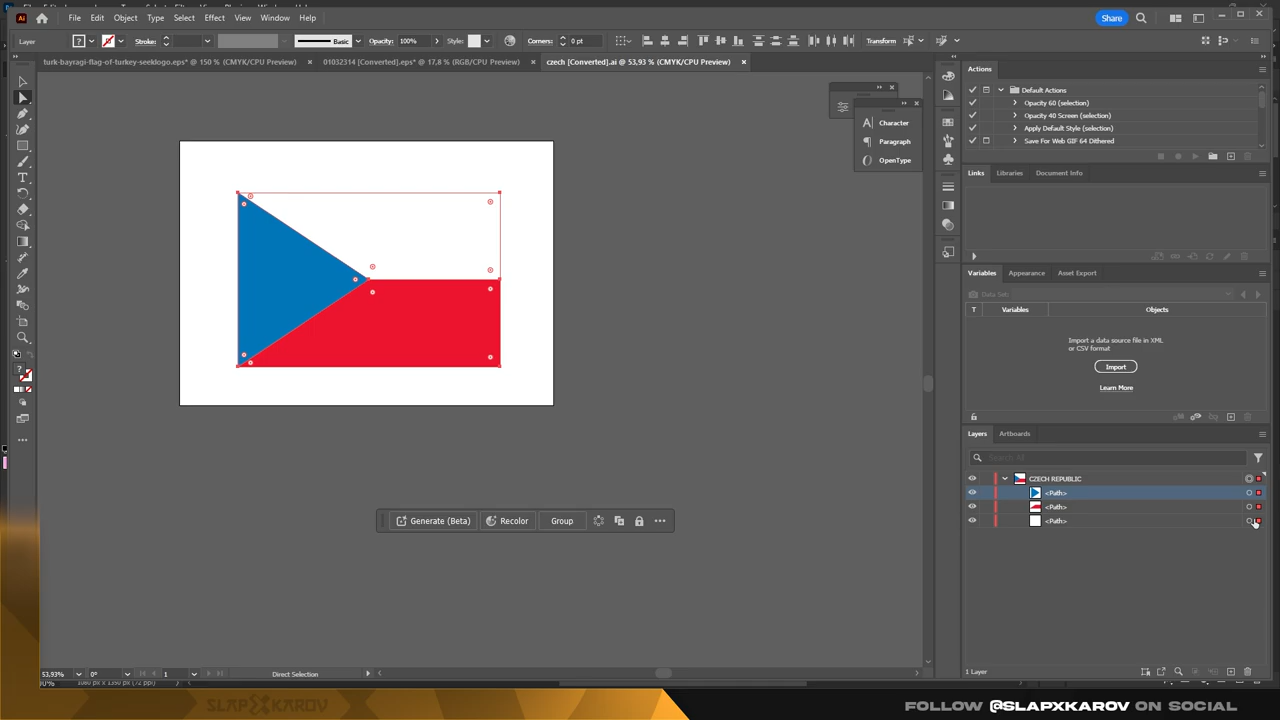 Ai File Edit Object Type Select Effect View Window Help Share
Layer ? Stroke: Basic Opacity: 100% Style: Corners: 0 pt Transform
turk-bayragi-flag-of-turkey-seeklogo.eps* @ 150 % (CMYK/CPU Preview) × 01032314 [Converted].eps* @ 17,8 % (RGB/CPU Preview) × czech [Converted].ai @ 53,93 % (CMYK/CPU Preview) ×
Actions
Default Actions
Opacity 60 (selection)
Opacity 40 Screen (selection)
Apply Default Style (selection)
Save For Web GIF 64 Dithered
Character
Paragraph
OpenType
Links Libraries Document Info
Variables Appearance Asset Export
Data Set:
T Variables Objects
Import a data source file in XML
or CSV format
Import
Learn More
Layers Artboards
Search All
CZECH REPUBLIC
<Path>
<Path>
<Path>
Generate (Beta) Recolor Group
53,93% 0° 1 Direct Selection
1 Layer
SLAPXKAROV
FOLLOW @SLAPXKAROV ON SOCIAL